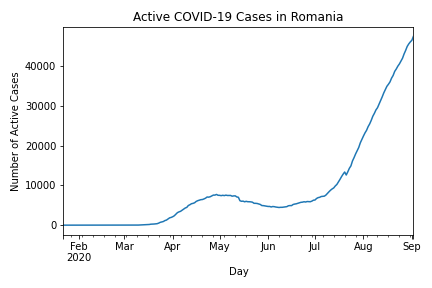 Active COVID-19 Cases in Romania
Number of Active Cases
40000
30000
20000
10000
0
Feb Mar Apr May Jun Jul Aug Sep
2020
Day